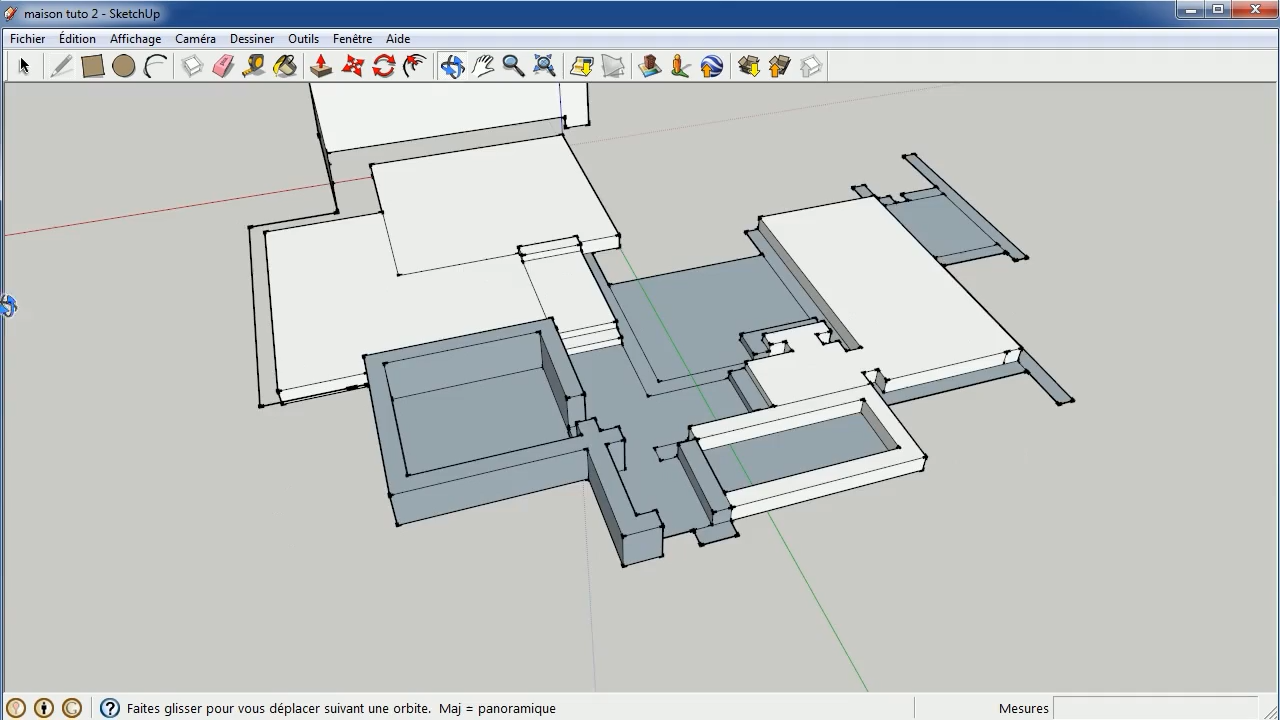 maison tuto 2 - SketchUp
Fichier Édition Affichage Caméra Dessiner Outils Fenêtre Aide
Faites glisser pour vous déplacer suivant une orbite. Maj = panoramique
Mesures